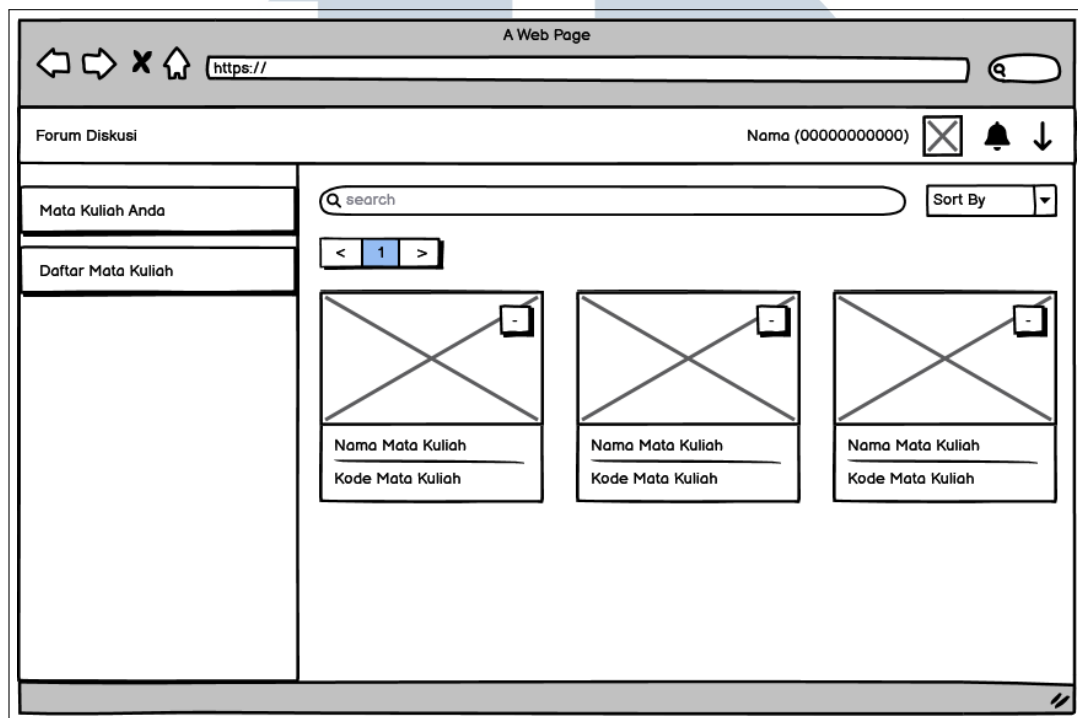 A Web Page
https://
Forum Diskusi
Nama (00000000000)
Mata Kuliah Anda
Daftar Mata Kuliah
search
Sort By
< 1 >
-
-
-
Nama Mata Kuliah
Kode Mata Kuliah
Nama Mata Kuliah
Kode Mata Kuliah
Nama Mata Kuliah
Kode Mata Kuliah